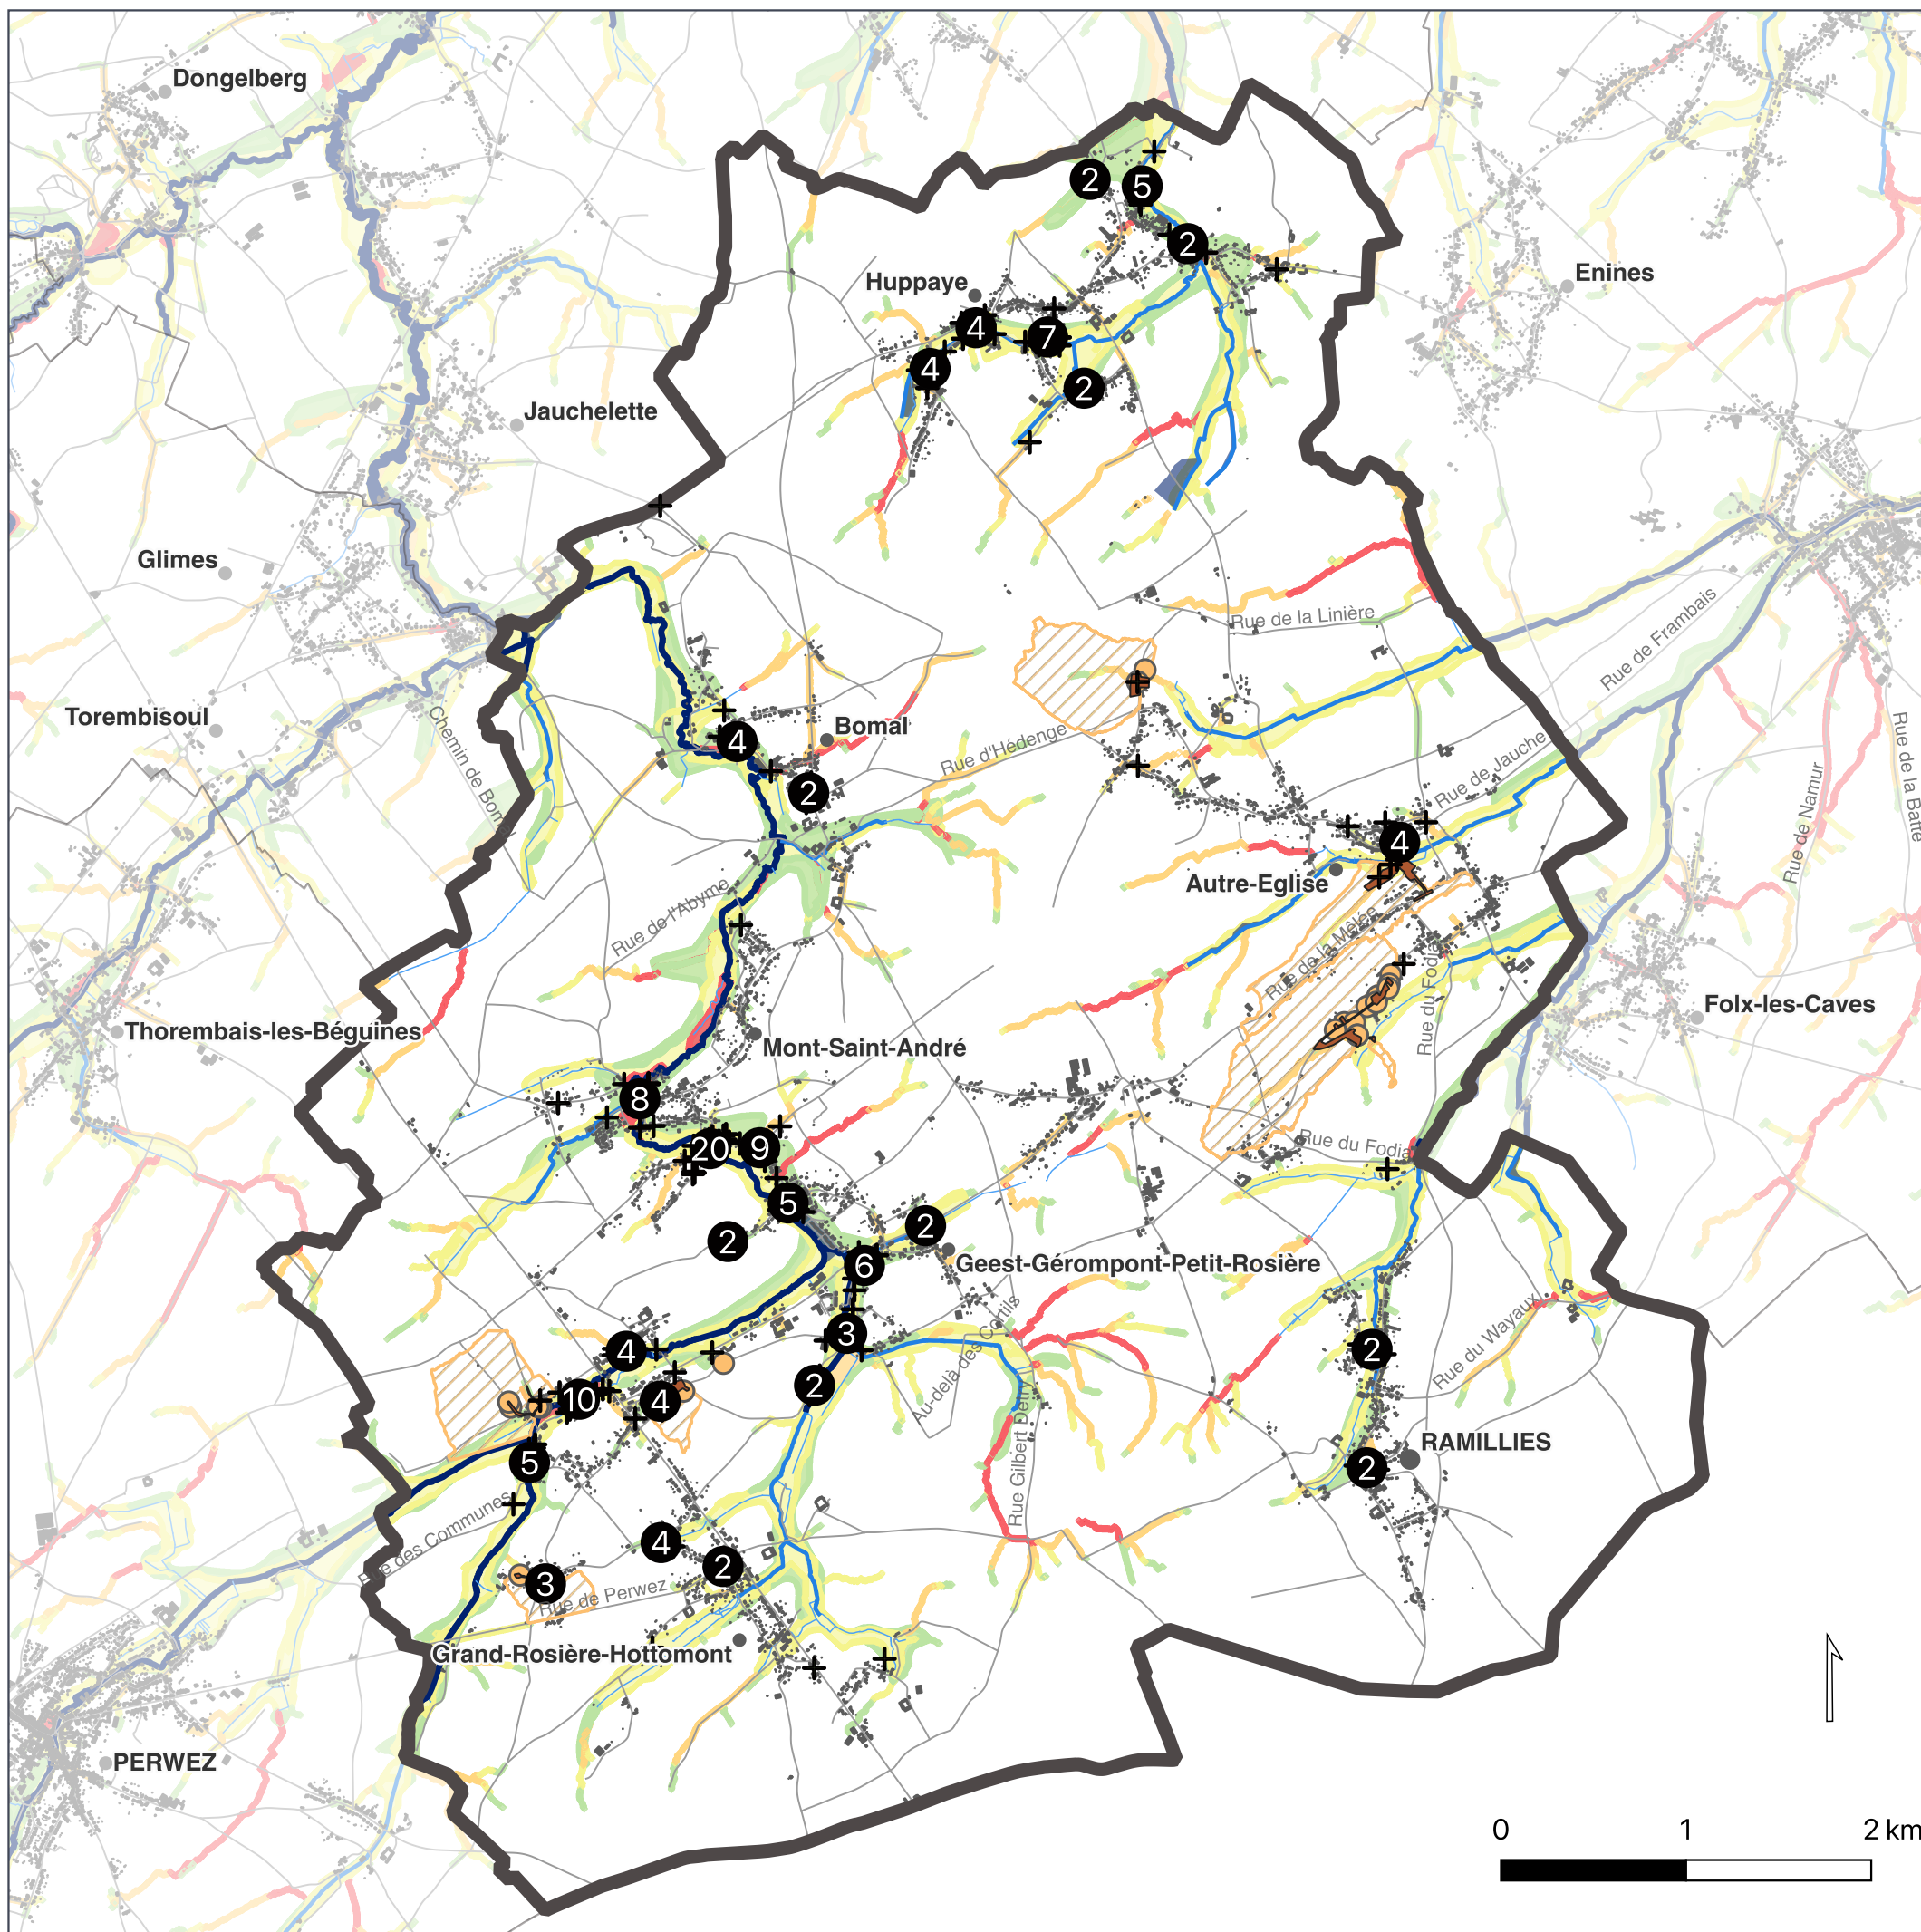 Dongelberg
2
5
2
Enines
Huppaye
4
7
4
2
Jauchelette
Glimes
Rue de la Linière
Rue de Frambais
Torembisoul
Chemin de Bomal
4
Bomal
Rue d'Hédenge
2
Rue de Jauche
Rue de Namur
Rue de la Batte
4
Autre-Eglise
Rue de l'Abyme
Rue de la Mêlée
Rue du Fodia
Folx-les-Caves
Thorembais-les-Béguines
Mont-Saint-André
8
20
9
Rue du Fodia
5
2
2
6
Geest-Gérompont-Petit-Rosière
3
4
2
Au-delà des Cortils
Rue du Wayaux
2
10
4
2
Rue Gilbert Detry
RAMILLIES
5
2
Rue des Communes
4
2
3
Rue de Perwez
Grand-Rosière-Hottomont
PERWEZ
0
1
2 km